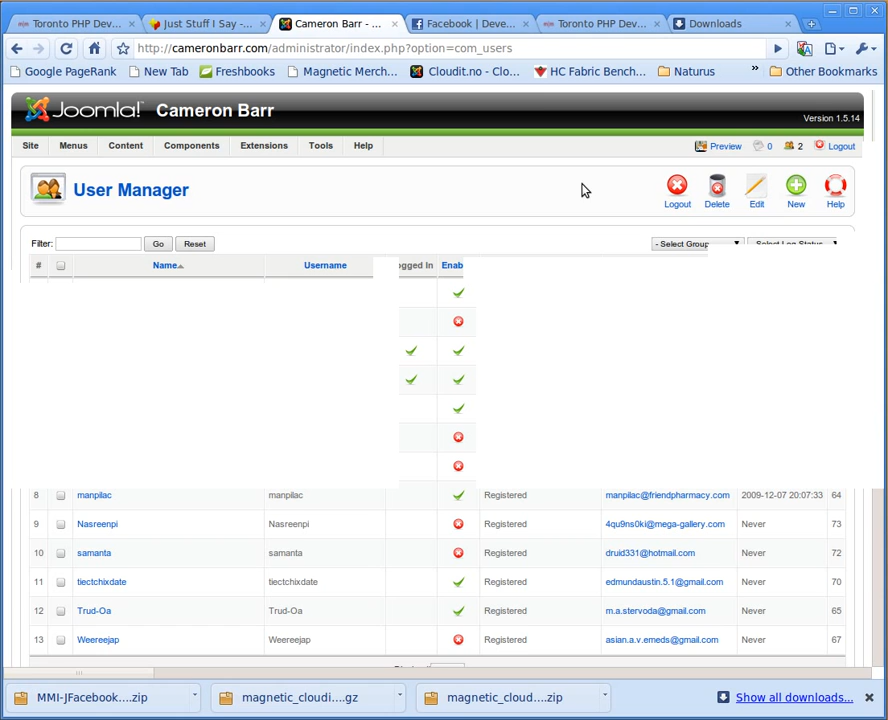 Toronto PHP Dev...
Just Stuff I Say -...
Cameron Barr -...
Facebook | Deve...
Toronto PHP Dev...
Downloads
http://cameronbarr.com/administrator/index.php?option=com_users
Google PageRank
New Tab
Freshbooks
Magnetic Merch...
Cloudit.no - Clo...
HC Fabric Bench...
Naturus
»
Other Bookmarks
Joomla!
Cameron Barr
Version 1.5.14
Site Menus Content Components Extensions Tools Help
Preview 0 2 Logout
User Manager
Logout Delete Edit New Help
Filter: Go Reset
- Select Group
# Name Username ogged In Enab
8 manpilac manpilac Registered manpilac@friendpharmacy.com 2009-12-07 20:07:33 64
9 Nasreenpi Nasreenpi Registered 4qu9ns0ki@mega-gallery.com Never 73
10 samanta samanta Registered druid331@hotmail.com Never 72
11 tiectchixdate tiectchixdate Registered edmundaustin.5.1@gmail.com Never 70
12 Trud-Oa Trud-Oa Registered m.a.stervoda@gmail.com Never 65
13 Weereejap Weereejap Registered asian.a.v.emeds@gmail.com Never 67
MMI-JFacebook....zip
magnetic_cloudi....gz
magnetic_cloud....zip
Show all downloads...